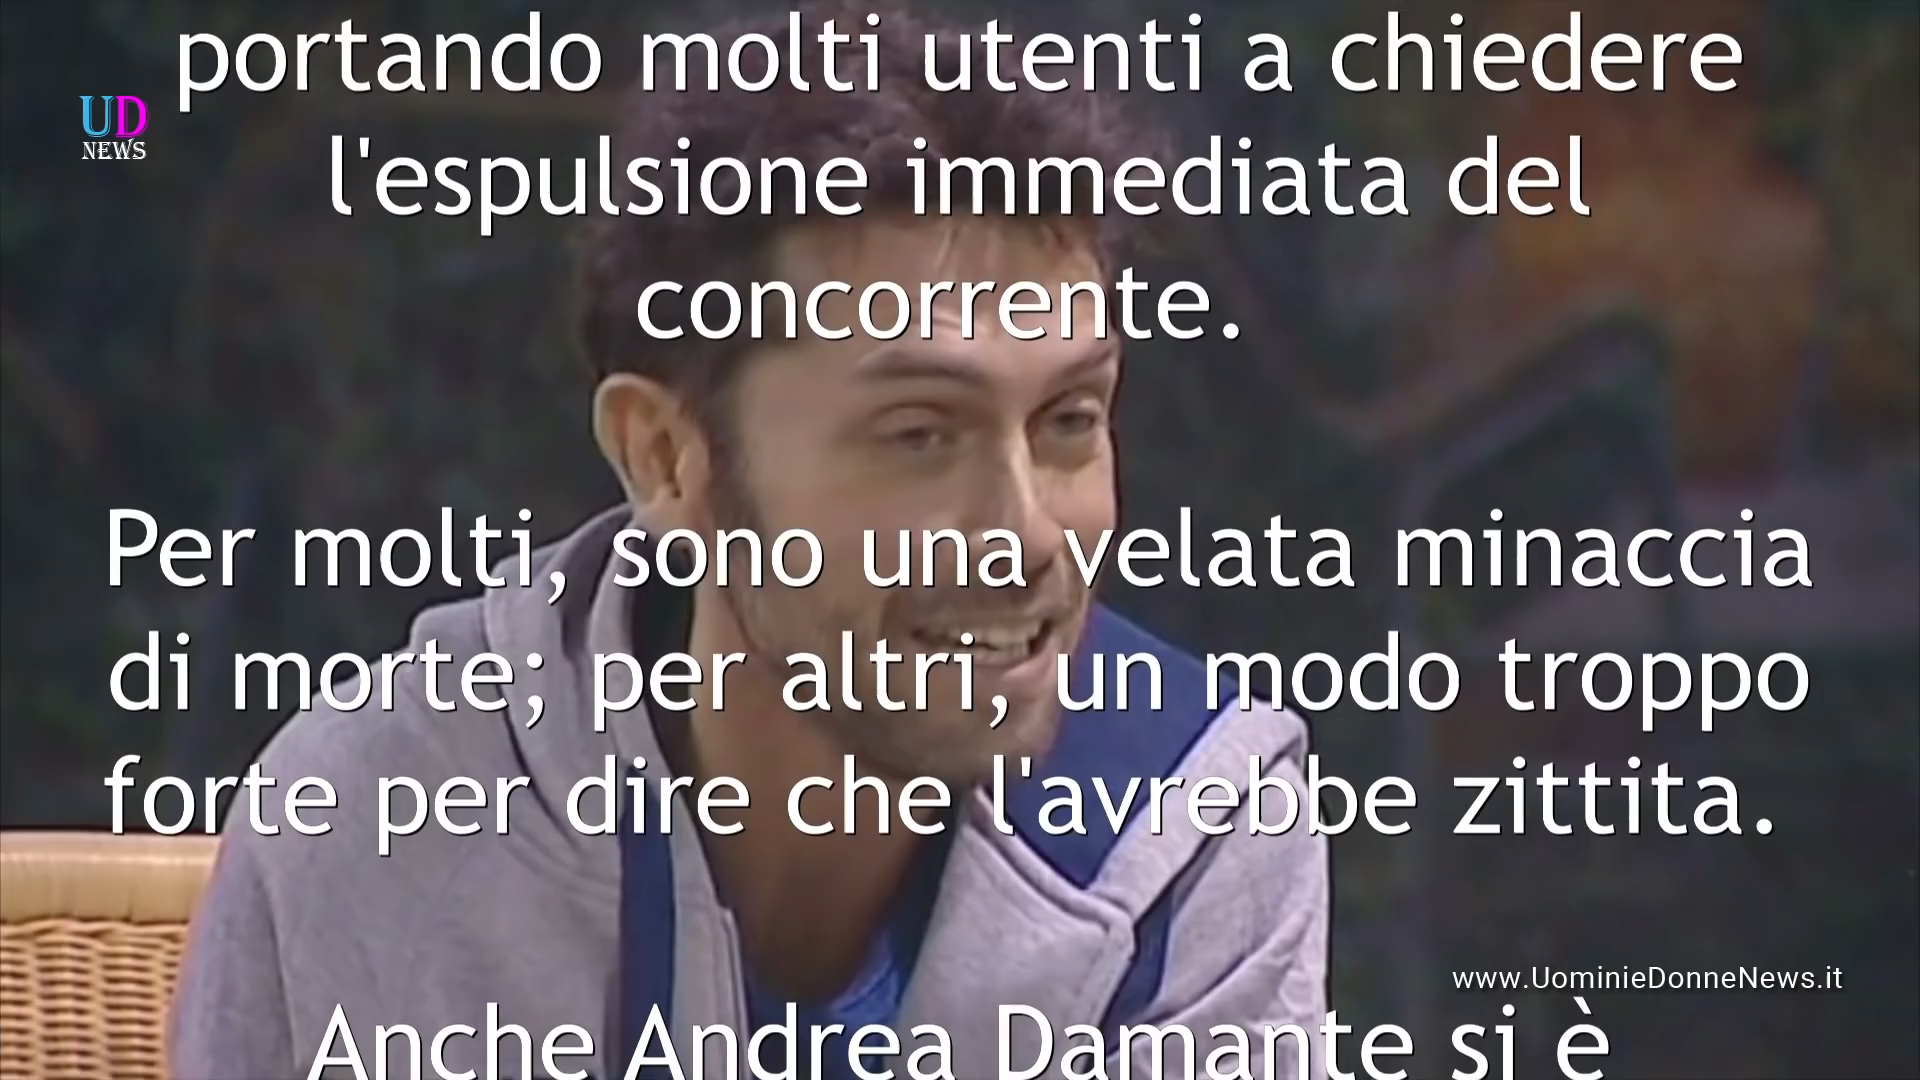 portando molti utenti a chiedere
UD
NEWS
l'espulsione immediata del
concorrente.
Per molti, sono una velata minaccia
di morte; per altri, un modo troppo
forte per dire che l'avrebbe zittita.
www.UominieDonneNews.it
Anche Andrea Damante si è